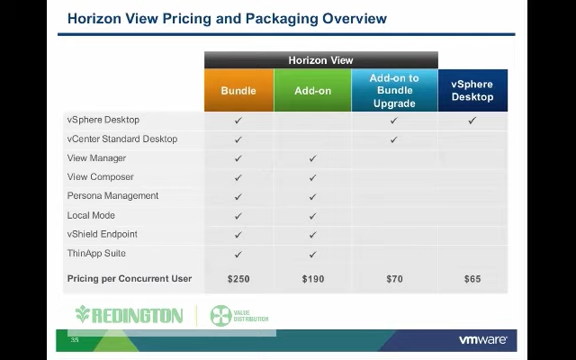 Horizon View Pricing and Packaging Overview
Horizon View
Bundle
Add-on
Add-on to
Bundle
Upgrade
vSphere
Desktop
vSphere Desktop ✓ ✓ ✓
vCenter Standard Desktop ✓ ✓
View Manager ✓ ✓
View Composer ✓ ✓
Persona Management ✓ ✓
Local Mode ✓ ✓
vShield Endpoint ✓ ✓
ThinApp Suite ✓ ✓
Pricing per Concurrent User $250 $190 $70 $65
REDINGTON
VALUE
DISTRIBUTION
35
vmware